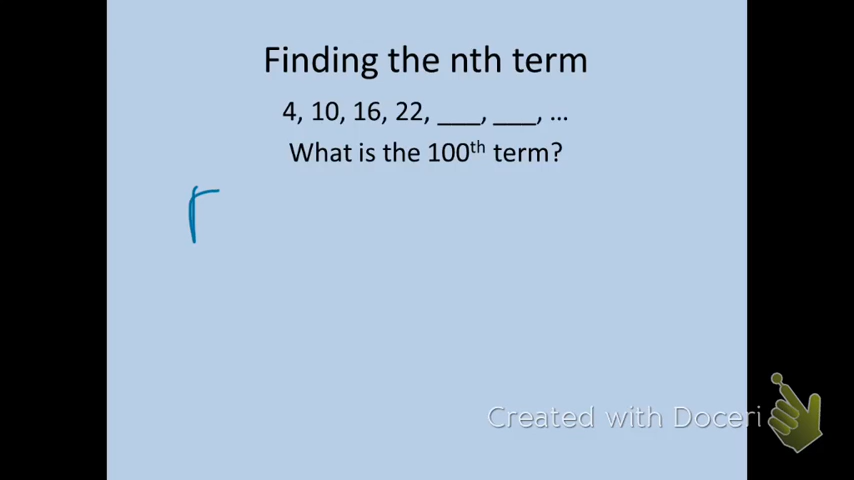 Finding the nth term
4, 10, 16, 22, ___, ___, ...
What is the 100th term?
Created with Doceri